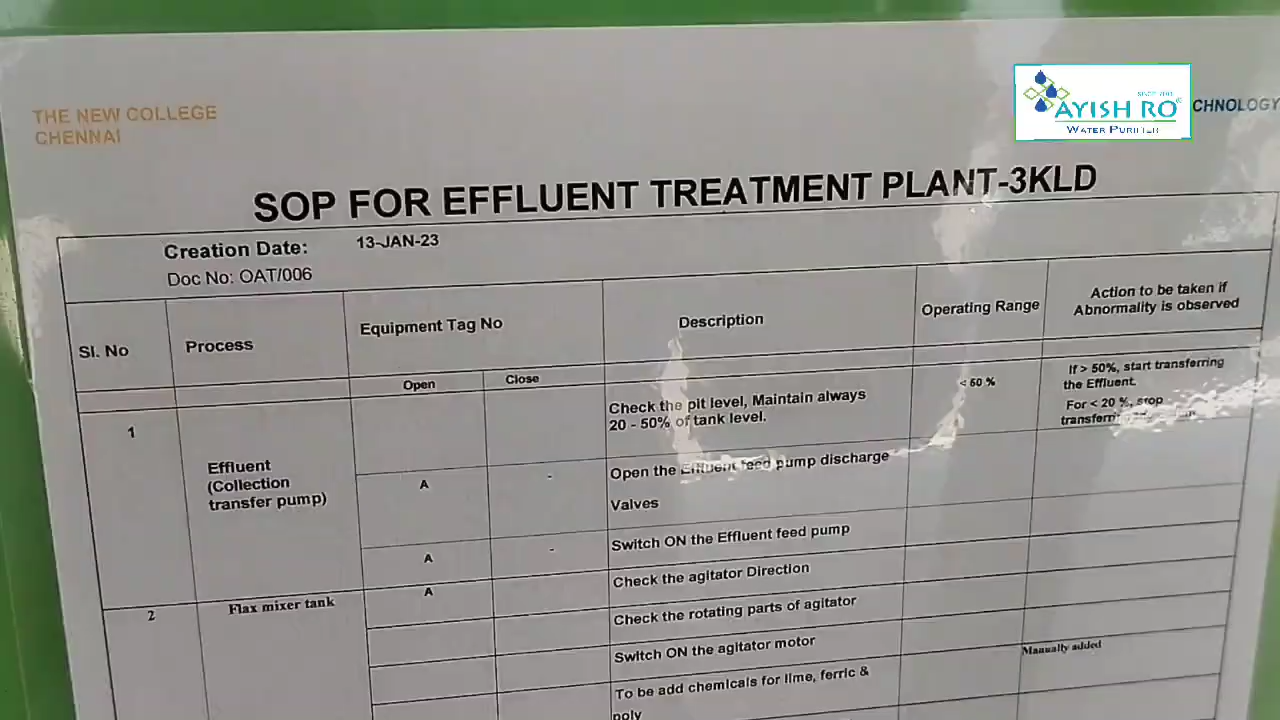 THE NEW COLLEGE
CHENNAI
AYISH RO
WATER PURIFIER
CHNOLOGY
SOP FOR EFFLUENT TREATMENT PLANT-3KLD
Creation Date: 13-JAN-23
Doc No: OAT/006
Sl. No
Process
Equipment Tag No
Description
Operating Range
Action to be taken if
Abnormality is observed
Open
Close
1
Effluent
(Collection
transfer pump)
Check the pit level, Maintain always
20 - 50% of tank level.
If > 50%, start transferring
the Effluent.
For < 20 %, stop
A
-
Open the Effluent feed pump discharge
Valves
A
-
Switch ON the Effluent feed pump
2
Flax mixer tank
A
Check the agitator Direction
Check the rotating parts of agitator
Switch ON the agitator motor
Manually added
To be add chemicals for lime, ferric &
poly